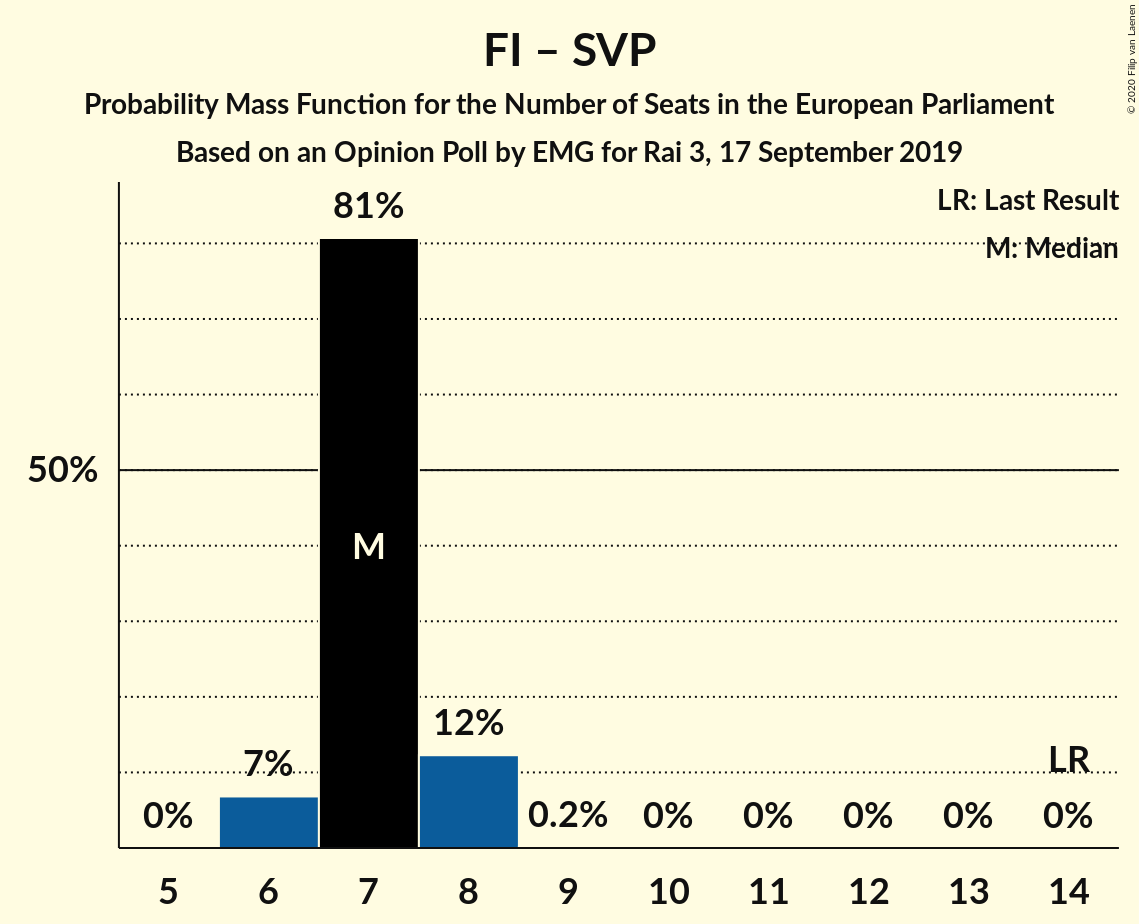 FI – SVP
Probability Mass Function for the Number of Seats in the European Parliament
Based on an Opinion Poll by EMG for Rai 3, 17 September 2019
© 2020 Filip van Laenen
LR: Last Result
M: Median
81%
50%
M
12%
7%
LR
0%
0.2%
0%
0%
0%
0%
0%
5 6 7 8 9 10 11 12 13 14